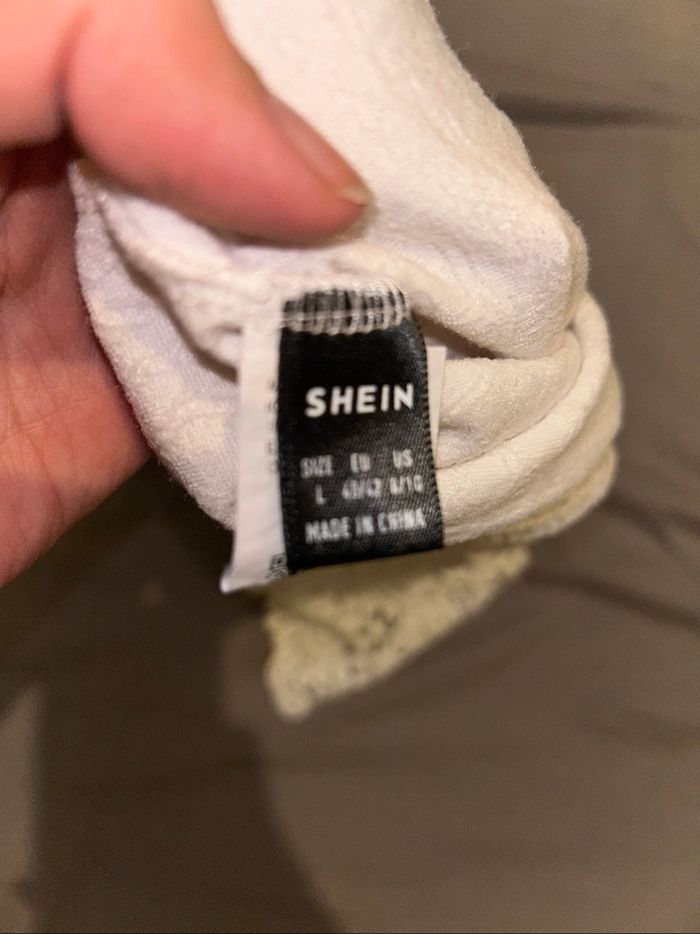 SHEIN
SIZE EU US
L 40/42 8/10
MADE IN CHINA